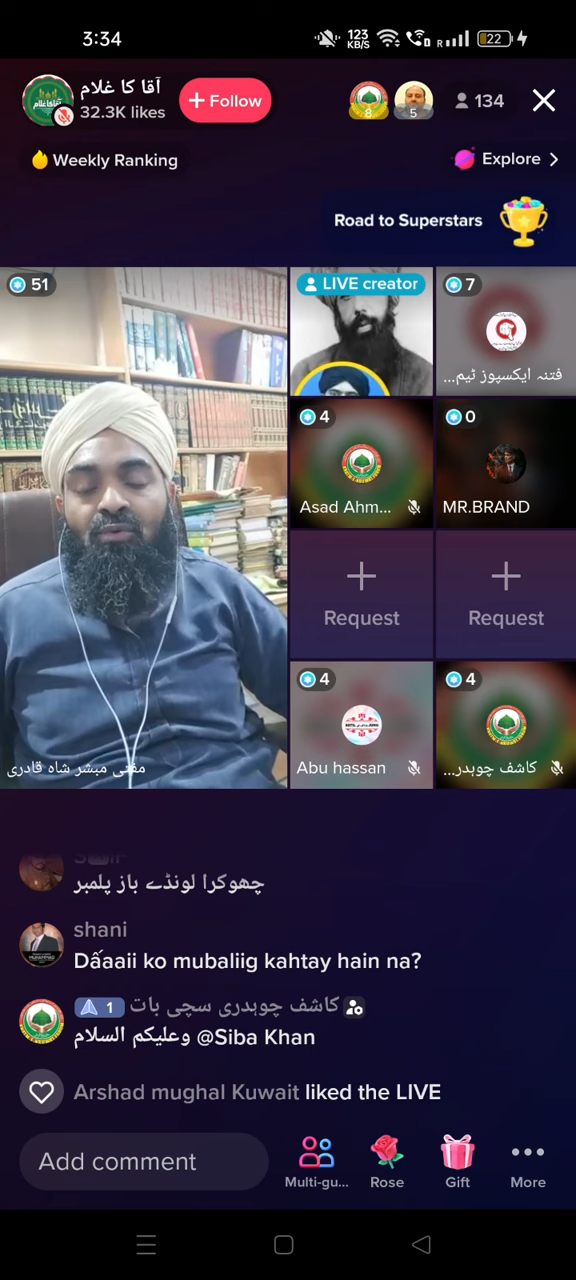 3:34
123
KB/S
R
22
آقا کا غلام
32.3K likes
+ Follow
8
5
134
Weekly Ranking
Explore >
Road to Superstars
51
LIVE creator
7
فتنہ ایکسپوز ٹیم...
4
Asad Ahm...
0
MR.BRAND
Request
Request
مفتی مبشر شاہ قادری
4
Abu hassan
4
کاشف چوہدر...
چھوکرا لونڈے باز پلمبر
shani
Dấaaii ko mubaliig kahtay hain na?
1 کاشف چوہدری سچی بات
وعلیکم السلام @Siba Khan
Arshad mughal Kuwait liked the LIVE
Add comment
Multi-gu...
Rose
Gift
More